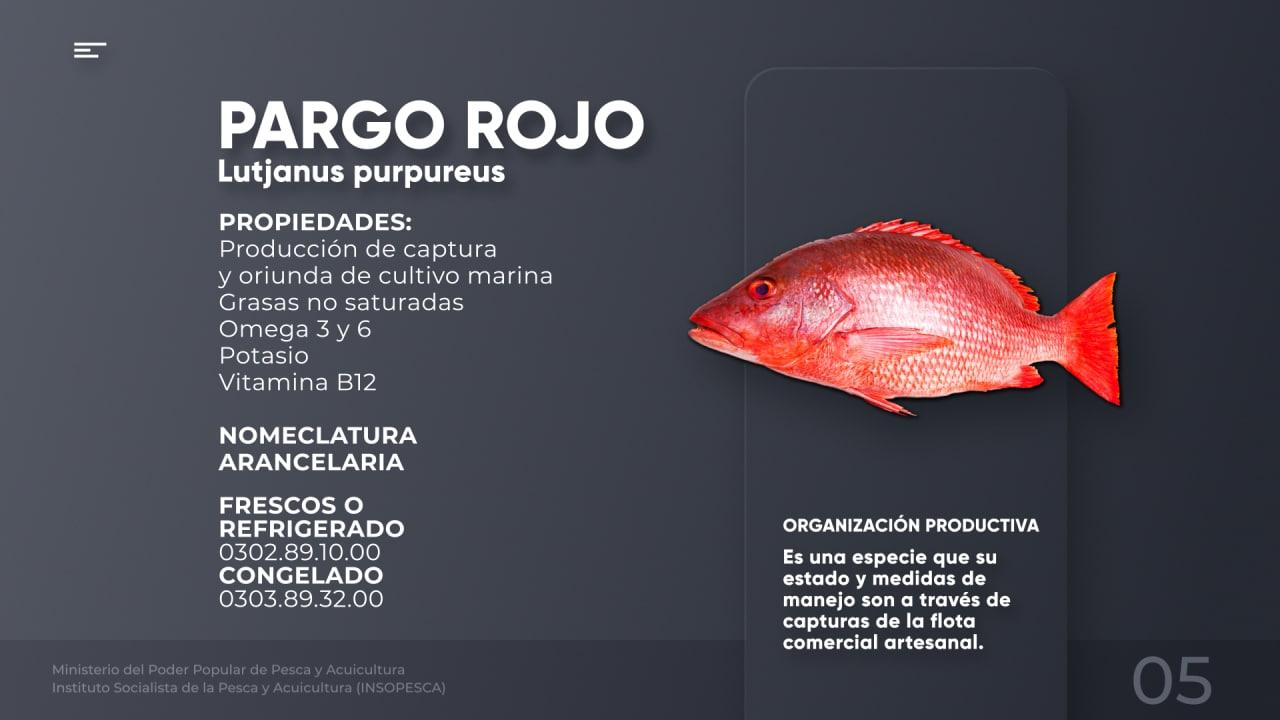 PARGO ROJO
Lutjanus purpureus
PROPIEDADES:
Producción de captura
y oriunda de cultivo marina
Grasas no saturadas
Omega 3 y 6
Potasio
Vitamina B12
NOMECLATURA
ARANCELARIA
FRESCOS O
REFRIGERADO
0302.89.10.00
CONGELADO
0303.89.32.00
ORGANIZACIÓN PRODUCTIVA
Es una especie que su
estado y medidas de
manejo son a través de
capturas de la flota
comercial artesanal.
Ministerio del Poder Popular de Pesca y Acuicultura
Instituto Socialista de la Pesca y Acuicultura (INSOPESCA)
05